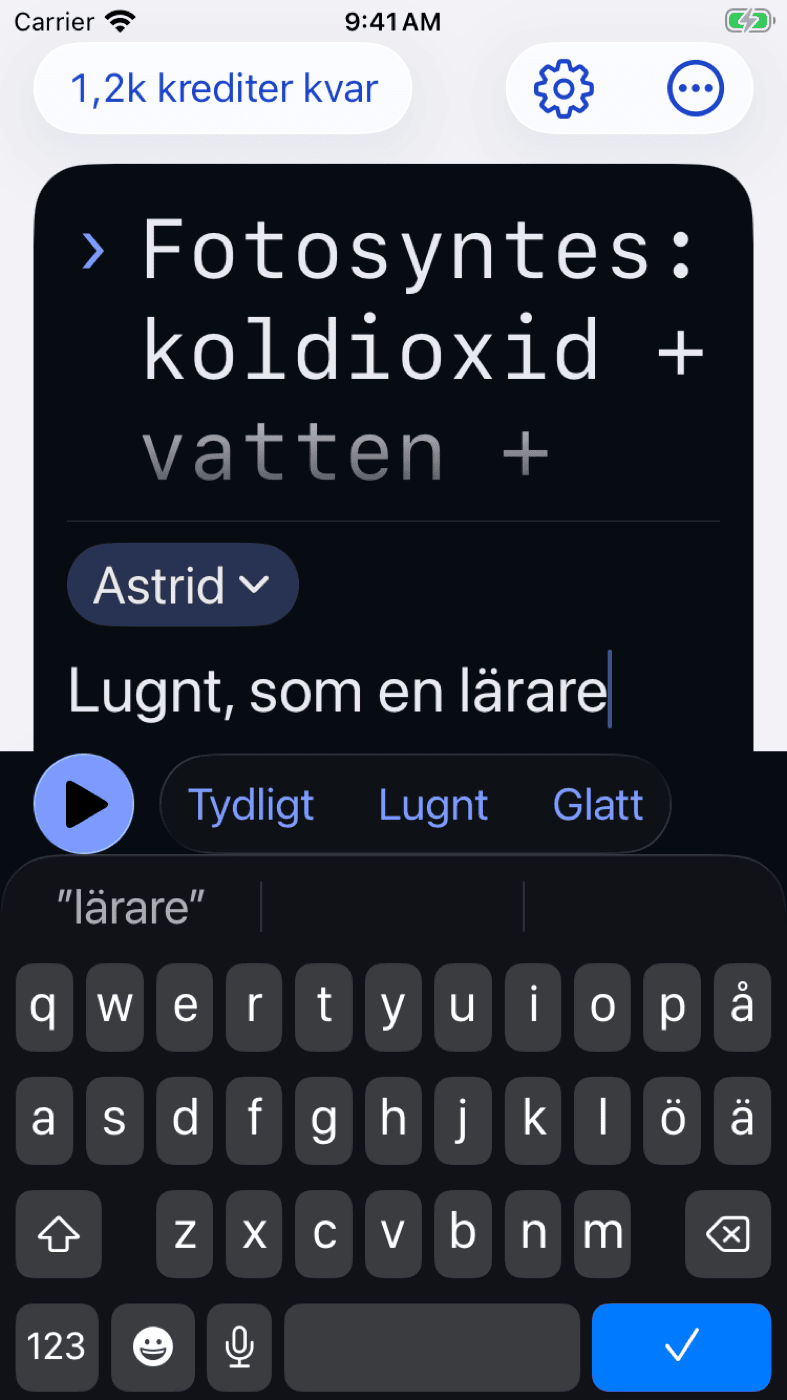 Carrier 9:41 AM
1,2k krediter kvar
Fotosyntes:
koldioxid +
vatten +
Astrid
Lugnt, som en lärare
Tydligt Lugnt Glatt
”lärare”
q w e r t y u i o p å
a s d f g h j k l ö ä
z x c v b n m
123